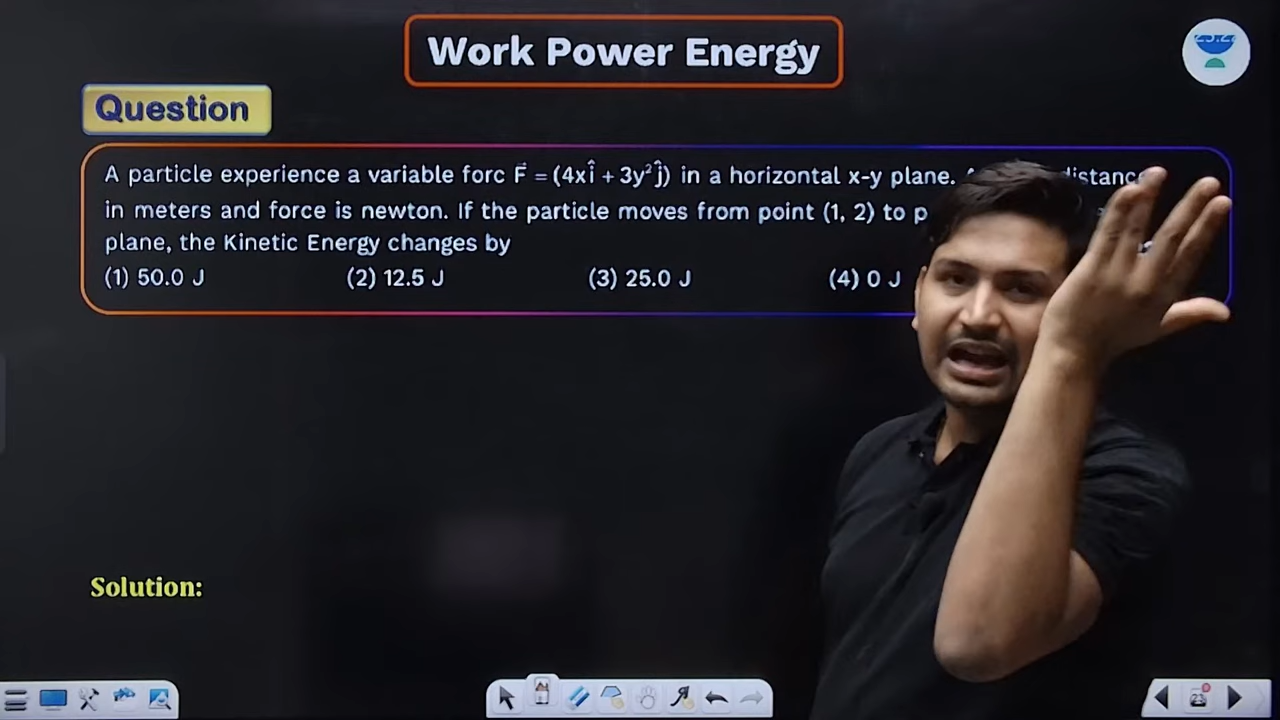 Work Power Energy
Question
A particle experience a variable forc F⃗ = (4xî + 3y²ĵ) in a horizontal x-y plane. distance
in meters and force is newton. If the particle moves from point (1, 2) to
plane, the Kinetic Energy changes by
(1) 50.0 J (2) 12.5 J (3) 25.0 J (4) 0 J
Solution:
23